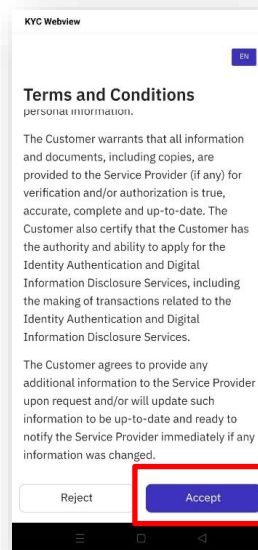 KYC Webview
EN
Terms and Conditions
personal information.
The Customer warrants that all information
and documents, including copies, are
provided to the Service Provider (if any) for
verification and/or authorization is true,
accurate, complete and up-to-date. The
Customer also certify that the Customer has
the authority and ability to apply for the
Identity Authentication and Digital
Information Disclosure Services, including
the making of transactions related to the
Identity Authentication and Digital
Information Disclosure Services.
The Customer agrees to provide any
additional information to the Service Provider
upon request and/or will update such
information to be up-to-date and ready to
notify the Service Provider immediately if any
information was changed.
Reject
Accept